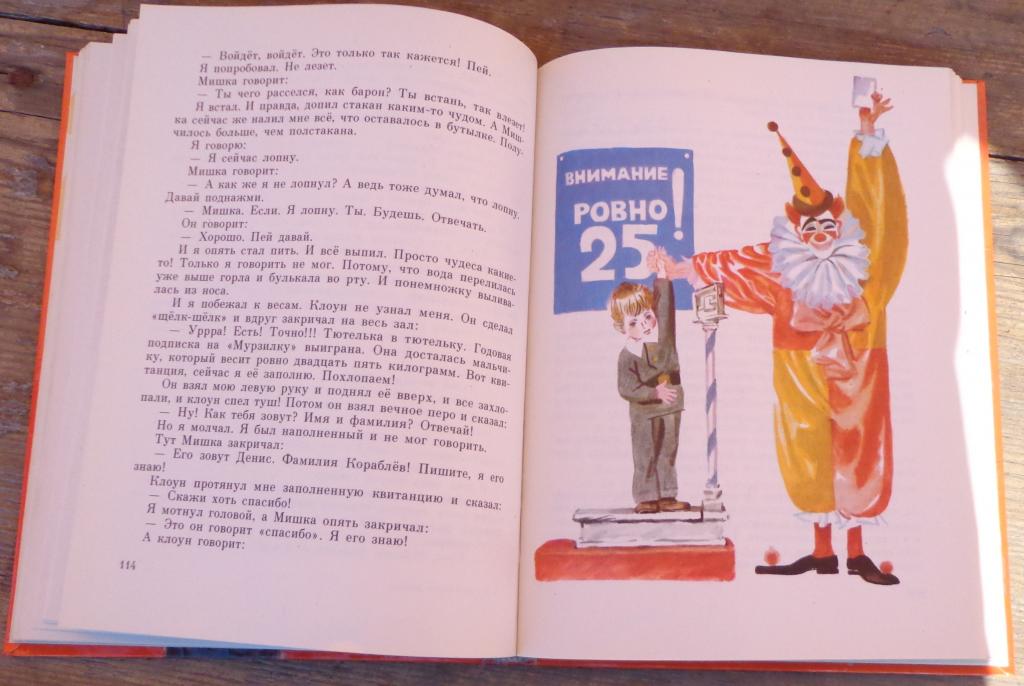 — Войдёт, войдёт. Это только так кажется! Пей.
Я попробовал. Не лезет.
Мишка говорит:
— Ты чего расселся, как барон? Ты встань, так влезет!
Я встал. И правда, допил стакан каким-то чудом. А Миш-
ка сейчас же налил мне всё, что оставалось в бутылке. Полу-
чилось больше, чем полстакана.
Я говорю:
— Я сейчас лопну.
Мишка говорит:
— А как же я не лопнул? А ведь тоже думал, что лопну.
Давай поднажми.
— Мишка. Если. Я лопну. Ты. Будешь. Отвечать.
Он говорит:
— Хорошо. Пей давай.
И я опять стал пить. И всё выпил. Просто чудеса какие-
то! Только я говорить не мог. Потому, что вода перелилась
уже выше горла и булькала во рту. И понемножку вылива-
лась из носа.
И я побежал к весам. Клоун не узнал меня. Он сделал
«щёлк-щёлк» и вдруг закричал на весь зал:
— Уррра! Есть! Точно!!! Тютелька в тютельку. Годовая
подписка на «Мурзилку» выиграна. Она досталась мальчи-
ку, который весит ровно двадцать пять килограмм. Вот кви-
танция, сейчас я её заполню. Похлопаем!
Он взял мою левую руку и поднял её вверх, и все захло-
пали, и клоун спел туш! Потом он взял вечное перо и сказал:
— Ну! Как тебя зовут? Имя и фамилия? Отвечай!
Но я молчал. Я был наполненный и не мог говорить.
Тут Мишка закричал:
— Его зовут Денис. Фамилия Кораблёв! Пишите, я его
знаю!
Клоун протянул мне заполненную квитанцию и сказал:
— Скажи хоть спасибо!
Я мотнул головой, а Мишка опять закричал:
— Это он говорит «спасибо». Я его знаю!
А клоун говорит:
114
ВНИМАНИЕ
РОВНО
25!